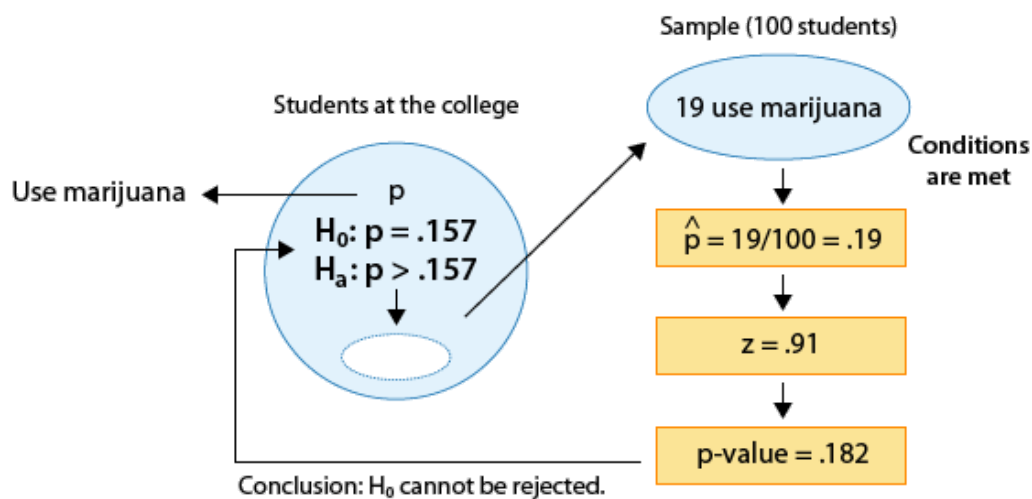 Sample (100 students)
19 use marijuana
Conditions
are met
Students at the college
Use marijuana
p
H₀: p = .157
Hₐ: p > .157
p̂ = 19/100 = .19
z = .91
p-value = .182
Conclusion: H₀ cannot be rejected.